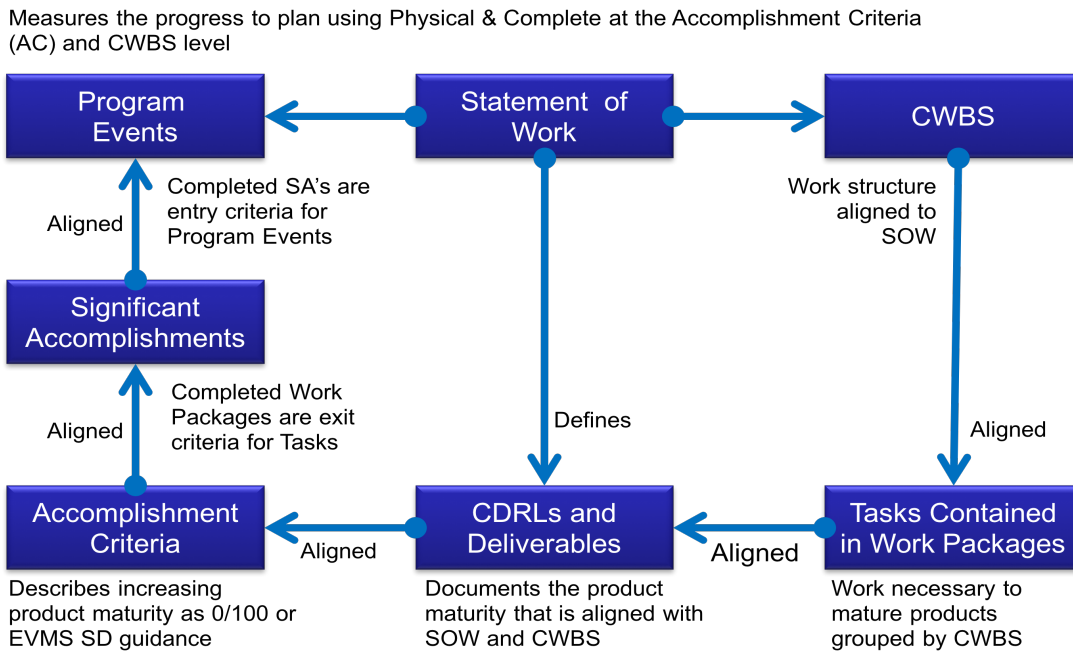 Measures the progress to plan using Physical & Complete at the Accomplishment Criteria
(AC) and CWBS level
Program
Events
Statement of
Work
CWBS
Aligned
Completed SA's are
entry criteria for
Program Events
Work structure
aligned to
SOW
Significant
Accomplishments
Aligned
Completed Work
Packages are exit
criteria for Tasks
Defines
Aligned
Accomplishment
Criteria
Aligned
CDRLs and
Deliverables
Aligned
Tasks Contained
in Work Packages
Describes increasing
product maturity as 0/100 or
EVMS SD guidance
Documents the product
maturity that is aligned with
SOW and CWBS
Work necessary to
mature products
grouped by CWBS